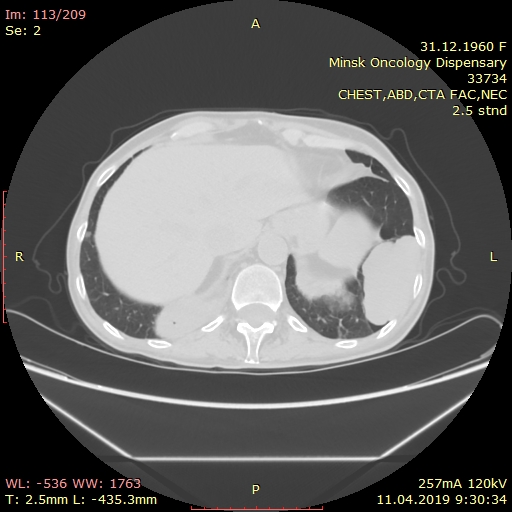 Im: 113/209
Se: 2
A
31.12.1960 F
Minsk Oncology Dispensary
33734
CHEST,ABD,CTA FAC,NEC
2.5 stnd
R
L
WL: -536 WW: 1763
T: 2.5mm L: -435.3mm
P
257mA 120kV
11.04.2019 9:30:34